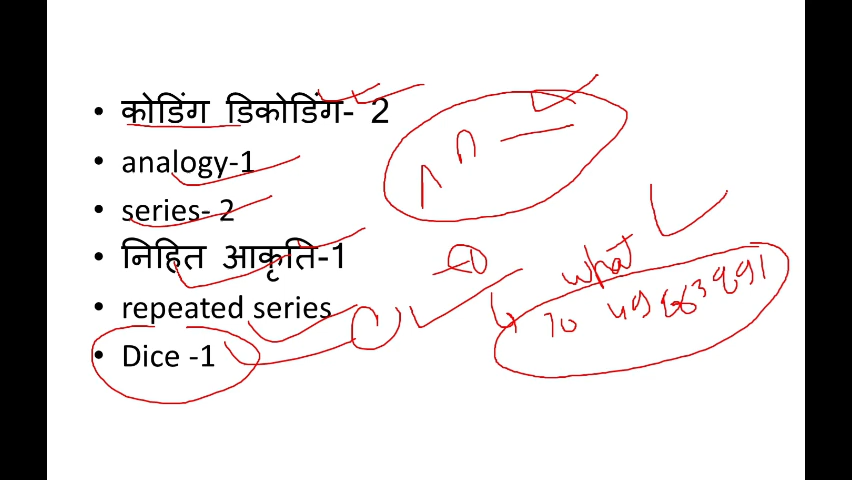 • कोडिंग डिकोडिंग- 2
• analogy-1
• series- 2
• निहित आकृति-1
• repeated series
• Dice -1
what